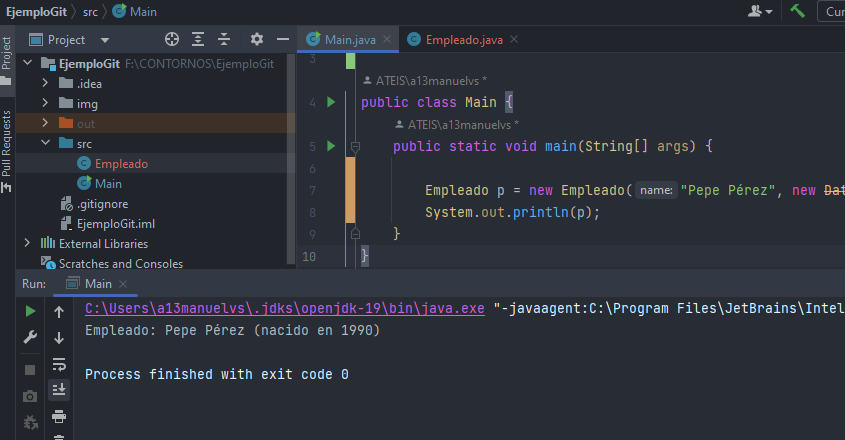 EjemploGit › src › Main
Cur
Project
Main.java
Empleado.java
Project
Pull Requests
EjemploGit F:\CONTORNOS\EjemploGit
.idea
img
out
src
Empleado
Main
.gitignore
EjemploGit.iml
External Libraries
Scratches and Consoles
3
ATEIS\a13manuelvs *
4 public class Main {
ATEIS\a13manuelvs *
5 public static void main(String[] args) {
6
7 Empleado p = new Empleado( name: "Pepe Pérez", new Dat
8 System.out.println(p);
9 }
10 }
Run: Main
C:\Users\a13manuelvs\.jdks\openjdk-19\bin\java.exe "-javaagent:C:\Program Files\JetBrains\Intel
Empleado: Pepe Pérez (nacido en 1990)
Process finished with exit code 0